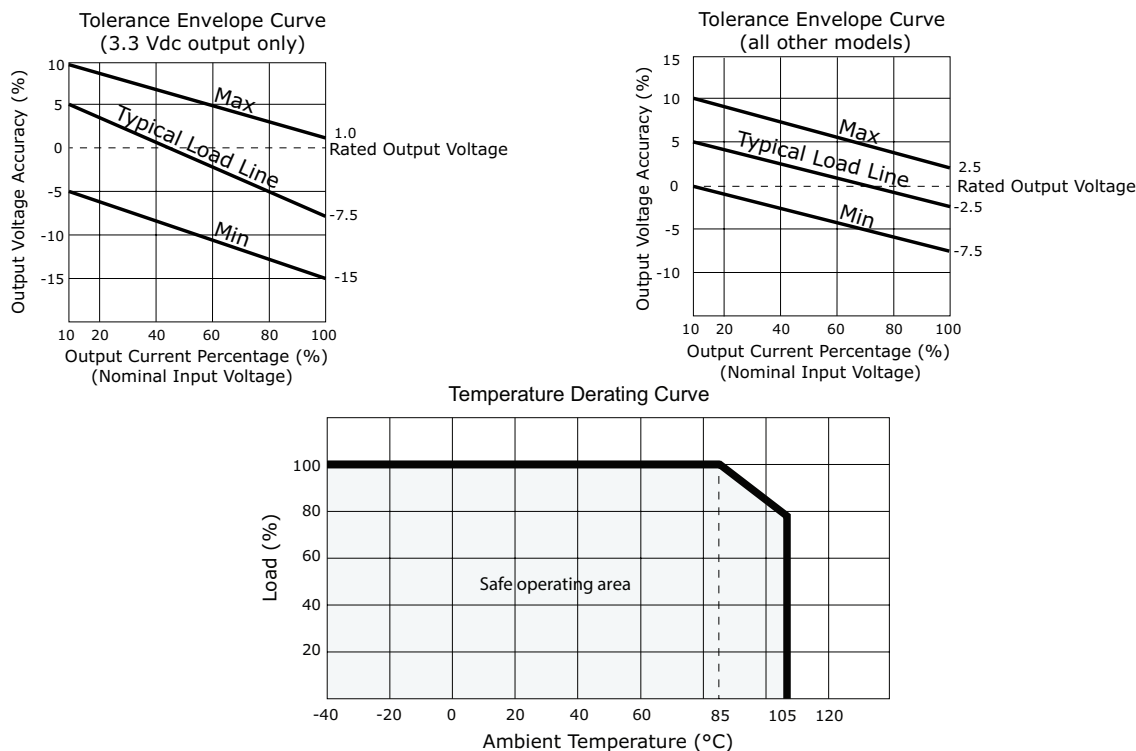 Tolerance Envelope Curve
(3.3 Vdc output only)
Output Voltage Accuracy (%)
10
5
0
-5
-10
-15
Max
Typical Load Line
Min
1.0
Rated Output Voltage
-7.5
-15
10 20 40 60 80 100
Output Current Percentage (%)
(Nominal Input Voltage)
Tolerance Envelope Curve
(all other models)
Output Voltage Accuracy (%)
15
10
5
0
-5
-10
Max
Typical Load Line
Min
2.5
Rated Output Voltage
-2.5
-7.5
10 20 40 60 80 100
Output Current Percentage (%)
(Nominal Input Voltage)
Temperature Derating Curve
Load (%)
100
80
60
40
20
Safe operating area
-40 -20 0 20 40 60 85 105 120
Ambient Temperature (°C)